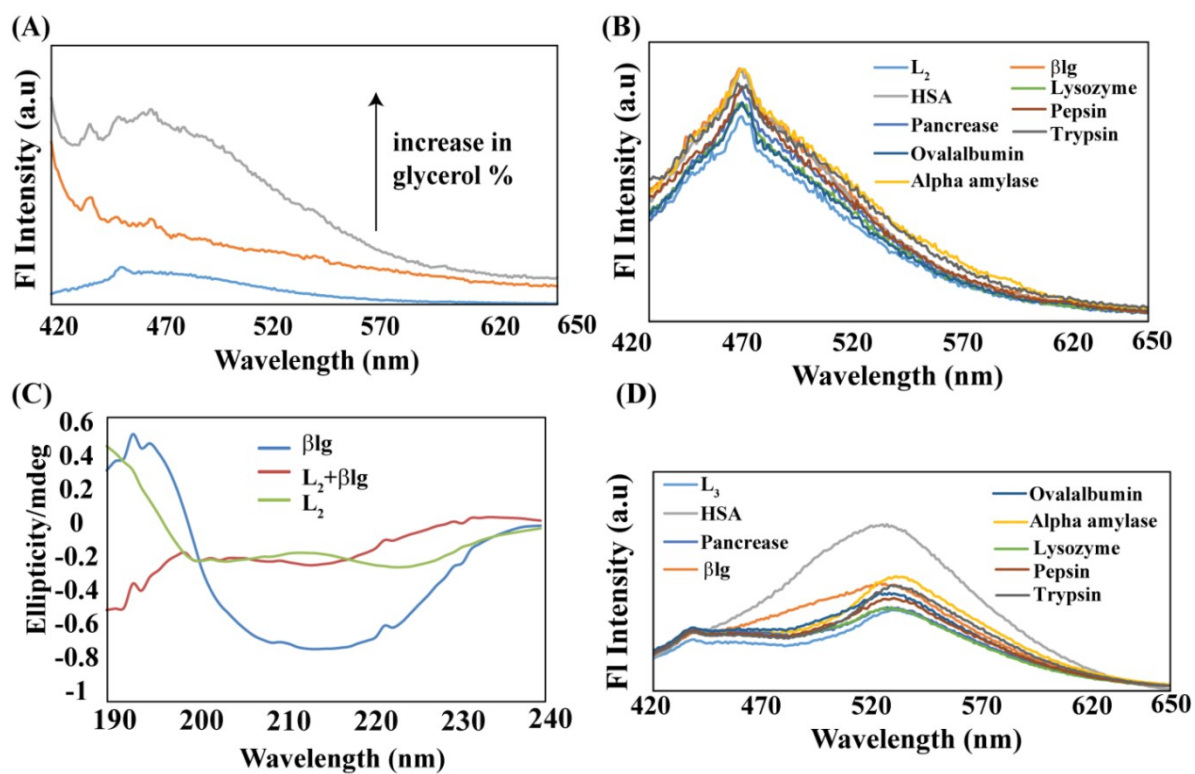 (A)
Fl Intensity (a.u)
increase in
glycerol %
420 470 520 570 620 650
Wavelength (nm)
(B)
Fl Intensity (a.u)
L2
HSA
Pancrease
Ovalalbumin
Alpha amylase
βlg
Lysozyme
Pepsin
Trypsin
420 470 520 570 620 650
Wavelength (nm)
(C)
Ellipticity/mdeg
0.6
0.4
0.2
0
-0.2
-0.4
-0.6
-0.8
-1
βlg
L2+βlg
L2
190 200 210 220 230 240
Wavelength (nm)
(D)
Fl Intensity (a.u)
L3
HSA
Pancrease
βlg
Ovalalbumin
Alpha amylase
Lysozyme
Pepsin
Trypsin
420 470 520 570 650
Wavelength (nm)